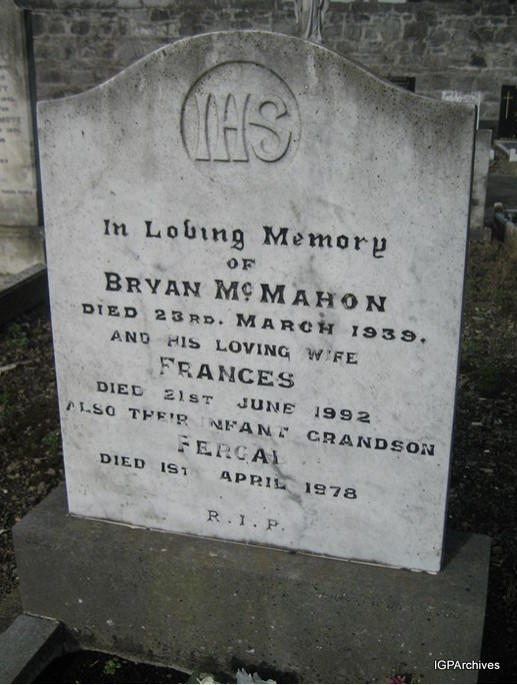 IHS
In Loving Memory
OF
BRYAN McMAHON
DIED 23RD. MARCH 1939.
AND HIS LOVING WIFE
FRANCES
DIED 21ST JUNE 1992
ALSO THEIR INFANT GRANDSON
FERGAL
DIED 1ST APRIL 1978
R.I.P.
IGPArchives